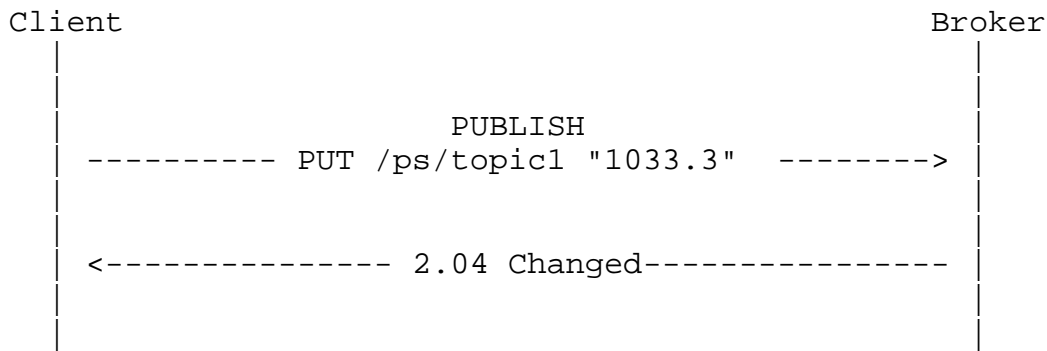 Client Broker
PUBLISH
---------- PUT /ps/topic1 "1033.3" -------->
<--------------- 2.04 Changed----------------